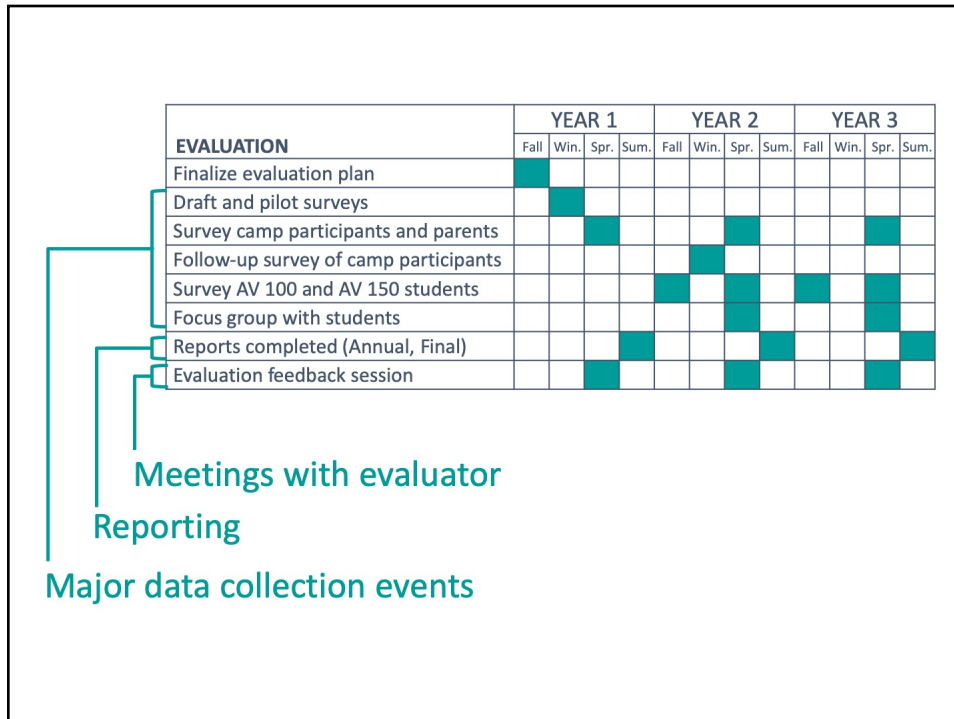 YEAR 1 YEAR 2 YEAR 3
EVALUATION Fall Win. Spr. Sum. Fall Win. Spr. Sum. Fall Win. Spr. Sum.
Finalize evaluation plan
Draft and pilot surveys
Survey camp participants and parents
Follow-up survey of camp participants
Survey AV 100 and AV 150 students
Focus group with students
Reports completed (Annual, Final)
Evaluation feedback session
Meetings with evaluator
Reporting
Major data collection events